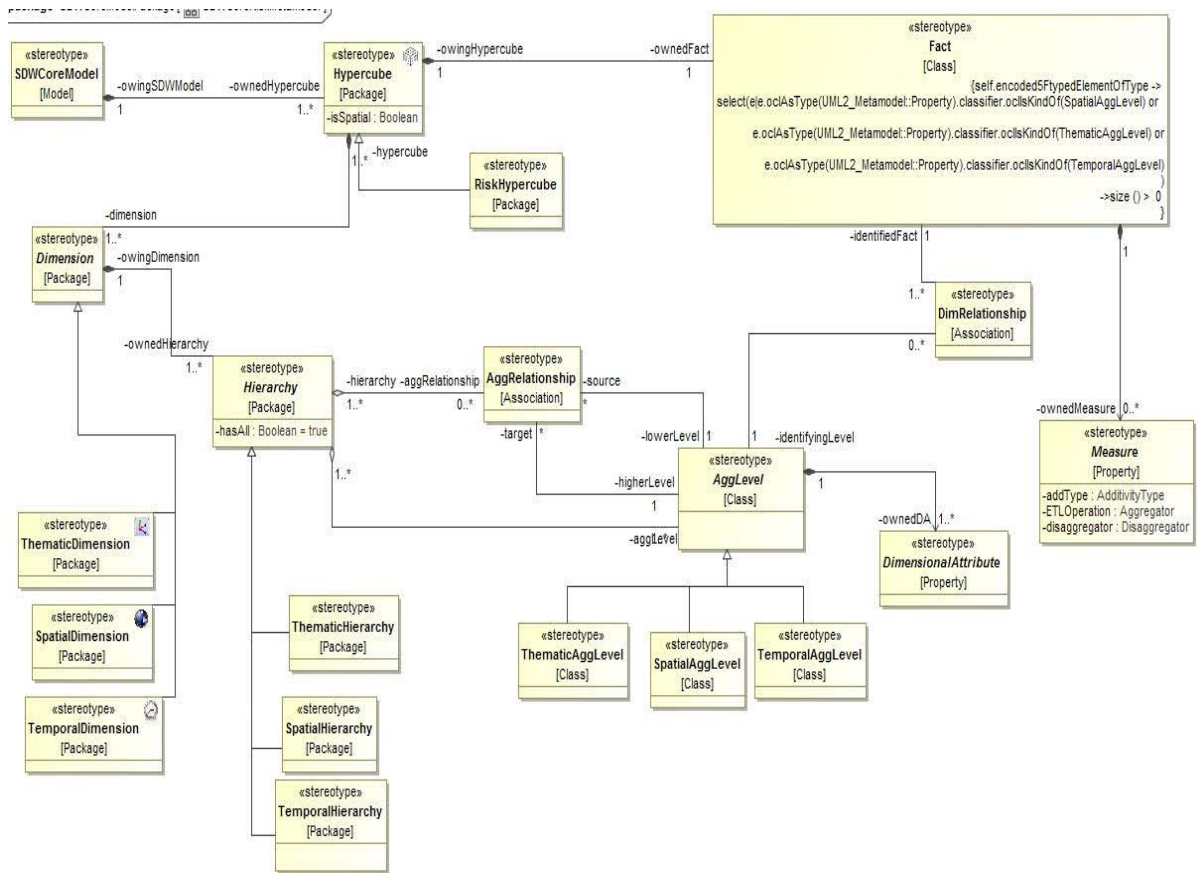 «stereotype»
SDWCoreModel
[Model]
-owingSDWModel
1
-ownedHypercube
1..*
«stereotype»
Hypercube
[Package]
-isSpatial : Boolean
-owingHypercube
1
-ownedFact
1
«stereotype»
Fact
[Class]
{self.encoded5FtypedElementOfType ->
select(e|e.oclAsType(UML2_Metamodel::Property).classifier.oclIsKindOf(SpatialAggLevel) or
e.oclAsType(UML2_Metamodel::Property).classifier.oclIsKindOf(ThematicAggLevel) or
e.oclAsType(UML2_Metamodel::Property).classifier.oclIsKindOf(TemporalAggLevel)
)
->size () > 0
}
1..*
-hypercube
«stereotype»
RiskHypercube
[Package]
-dimension
1..*
«stereotype»
Dimension
[Package]
-owingDimension
1
-ownedHierarchy
1..*
«stereotype»
Hierarchy
[Package]
-hasAll : Boolean = true
-hierarchy
1..*
-aggRelationship
0..*
«stereotype»
AggRelationship
[Association]
-source
*
-target
*
-lowerLevel
1
-higherLevel
1
1..*
-identifiedFact
1
1..*
«stereotype»
DimRelationship
[Association]
0..*
1
-identifyingLevel
1
-ownedMeasure
0..*
«stereotype»
Measure
[Property]
-addType : AdditivityType
-ETLOperation : Aggregator
-disaggregator : Disaggregator
«stereotype»
AggLevel
[Class]
1
-ownedDA
1..*
«stereotype»
DimensionalAttribute
[Property]
«stereotype»
ThematicDimension
[Package]
«stereotype»
SpatialDimension
[Package]
«stereotype»
TemporalDimension
[Package]
«stereotype»
ThematicHierarchy
[Package]
«stereotype»
SpatialHierarchy
[Package]
«stereotype»
TemporalHierarchy
[Package]
«stereotype»
ThematicAggLevel
[Class]
«stereotype»
SpatialAggLevel
[Class]
«stereotype»
TemporalAggLevel
[Class]